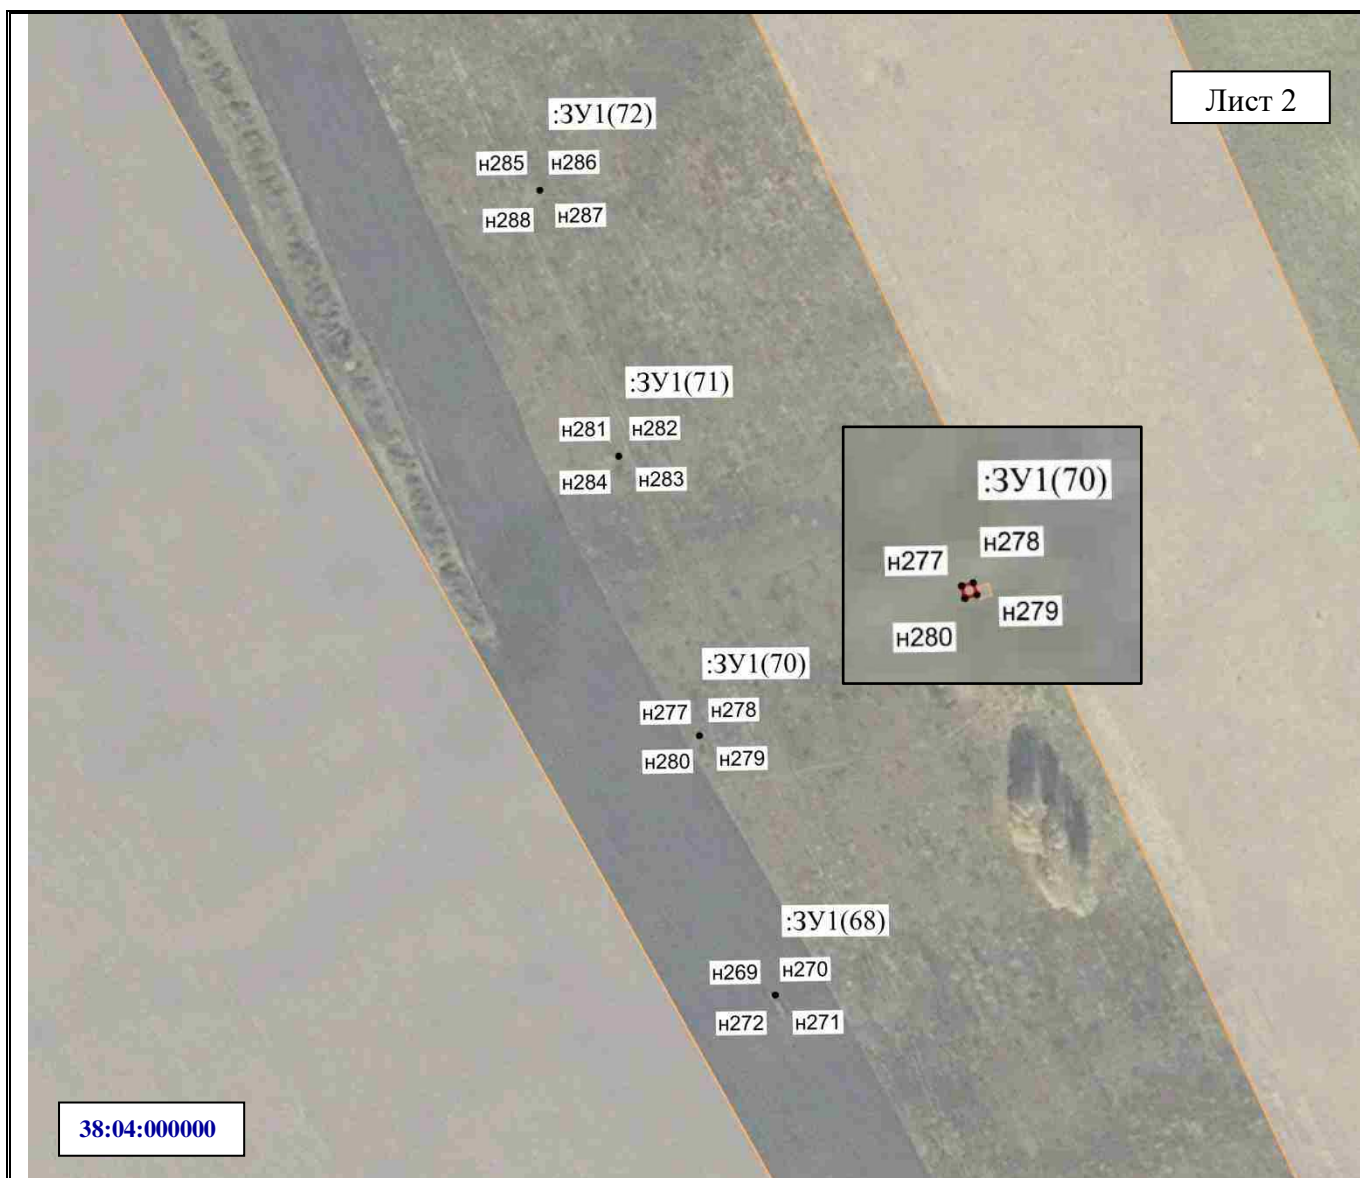 Лист 2
:ЗУ1(72)
н285 н286
н288 н287
:ЗУ1(71)
н281 н282
н284 н283
:ЗУ1(70)
н277 н278
н280 н279
:ЗУ1(70)
н277 н278
н280 н279
:ЗУ1(68)
н269 н270
н272 н271
38:04:000000